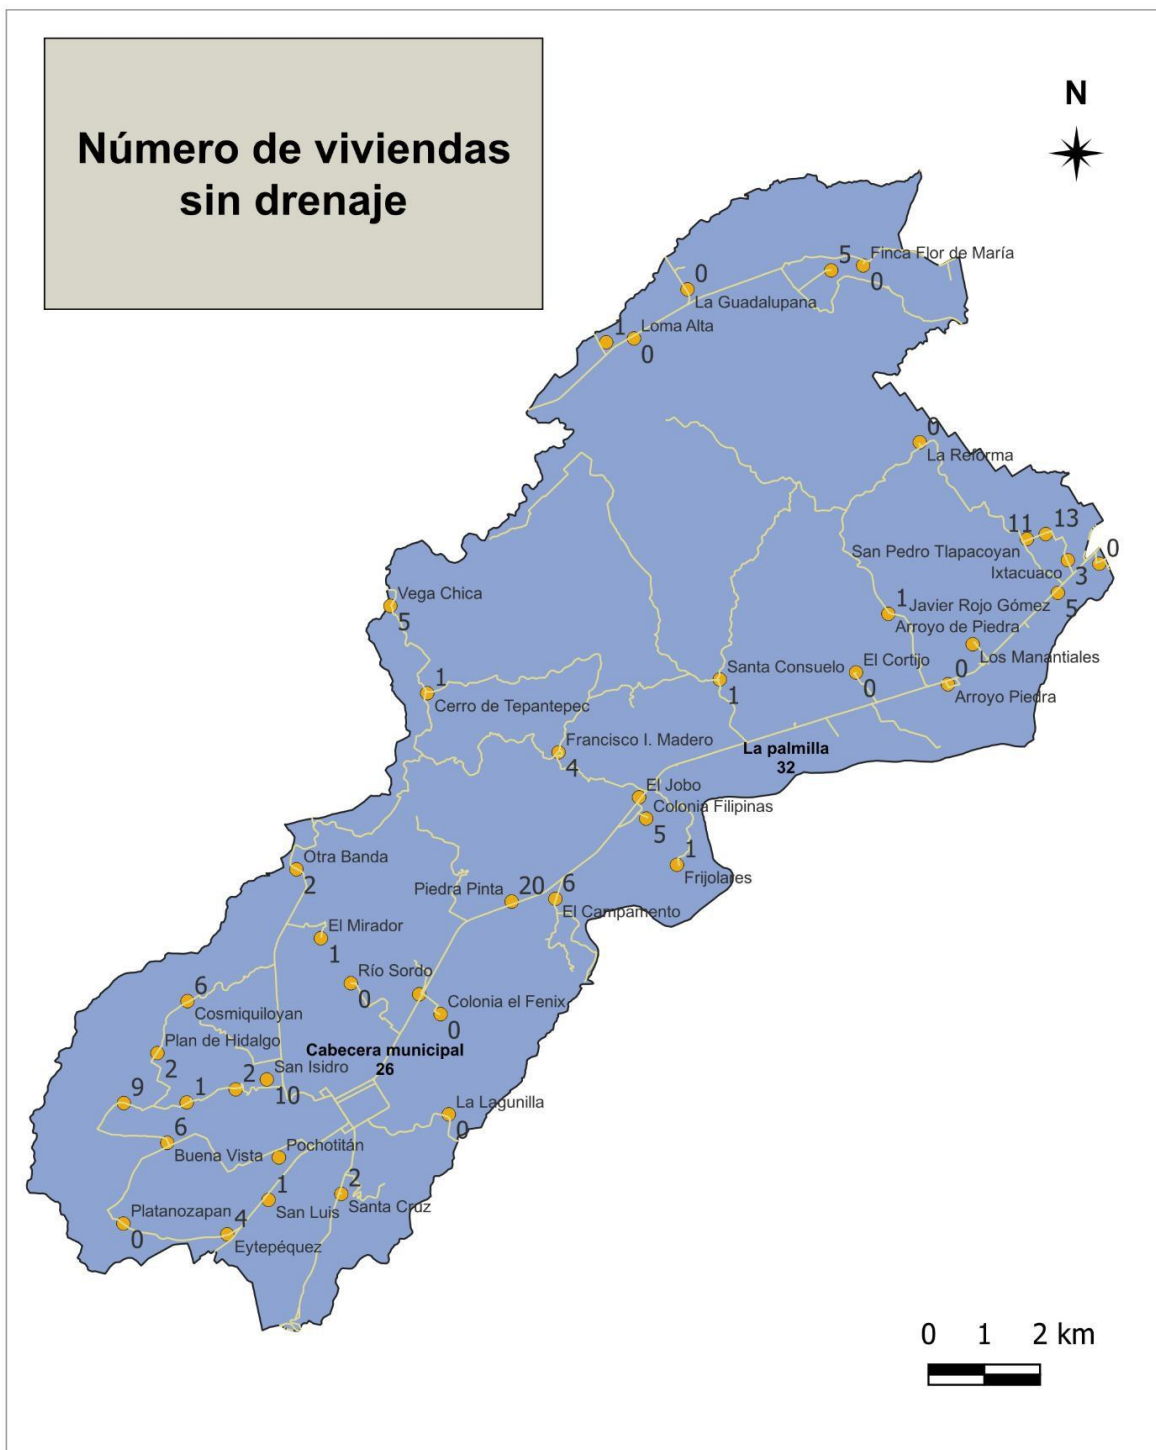 Número de viviendas
sin drenaje
N
5
Finca Flor de María
0
0
La Guadalupana
1
Loma Alta
0
0
La Reforma
11
13
San Pedro Tlapacoyan
0
Ixtacuaco
3
Vega Chica
5
1
Javier Rojo Gómez
5
Arroyo de Piedra
Los Manantiales
Santa Consuelo
1
El Cortijo
0
0
Arroyo Piedra
1
Cerro de Tepantepec
Francisco I. Madero
4
La palmilla
32
El Jobo
Colonia Filipinas
5
1
Frijolares
Otra Banda
2
Piedra Pinta
20
6
El Campamento
El Mirador
1
Río Sordo
0
6
Cosmiquiloyan
Colonia el Fenix
0
Plan de Hidalgo
2
Cabecera municipal
26
9
1
2
San Isidro
10
La Lagunilla
0
6
Buena Vista
Pochotitán
1
San Luis
2
Santa Cruz
Platanozapan
0
4
Eytepéquez
0 1 2 km